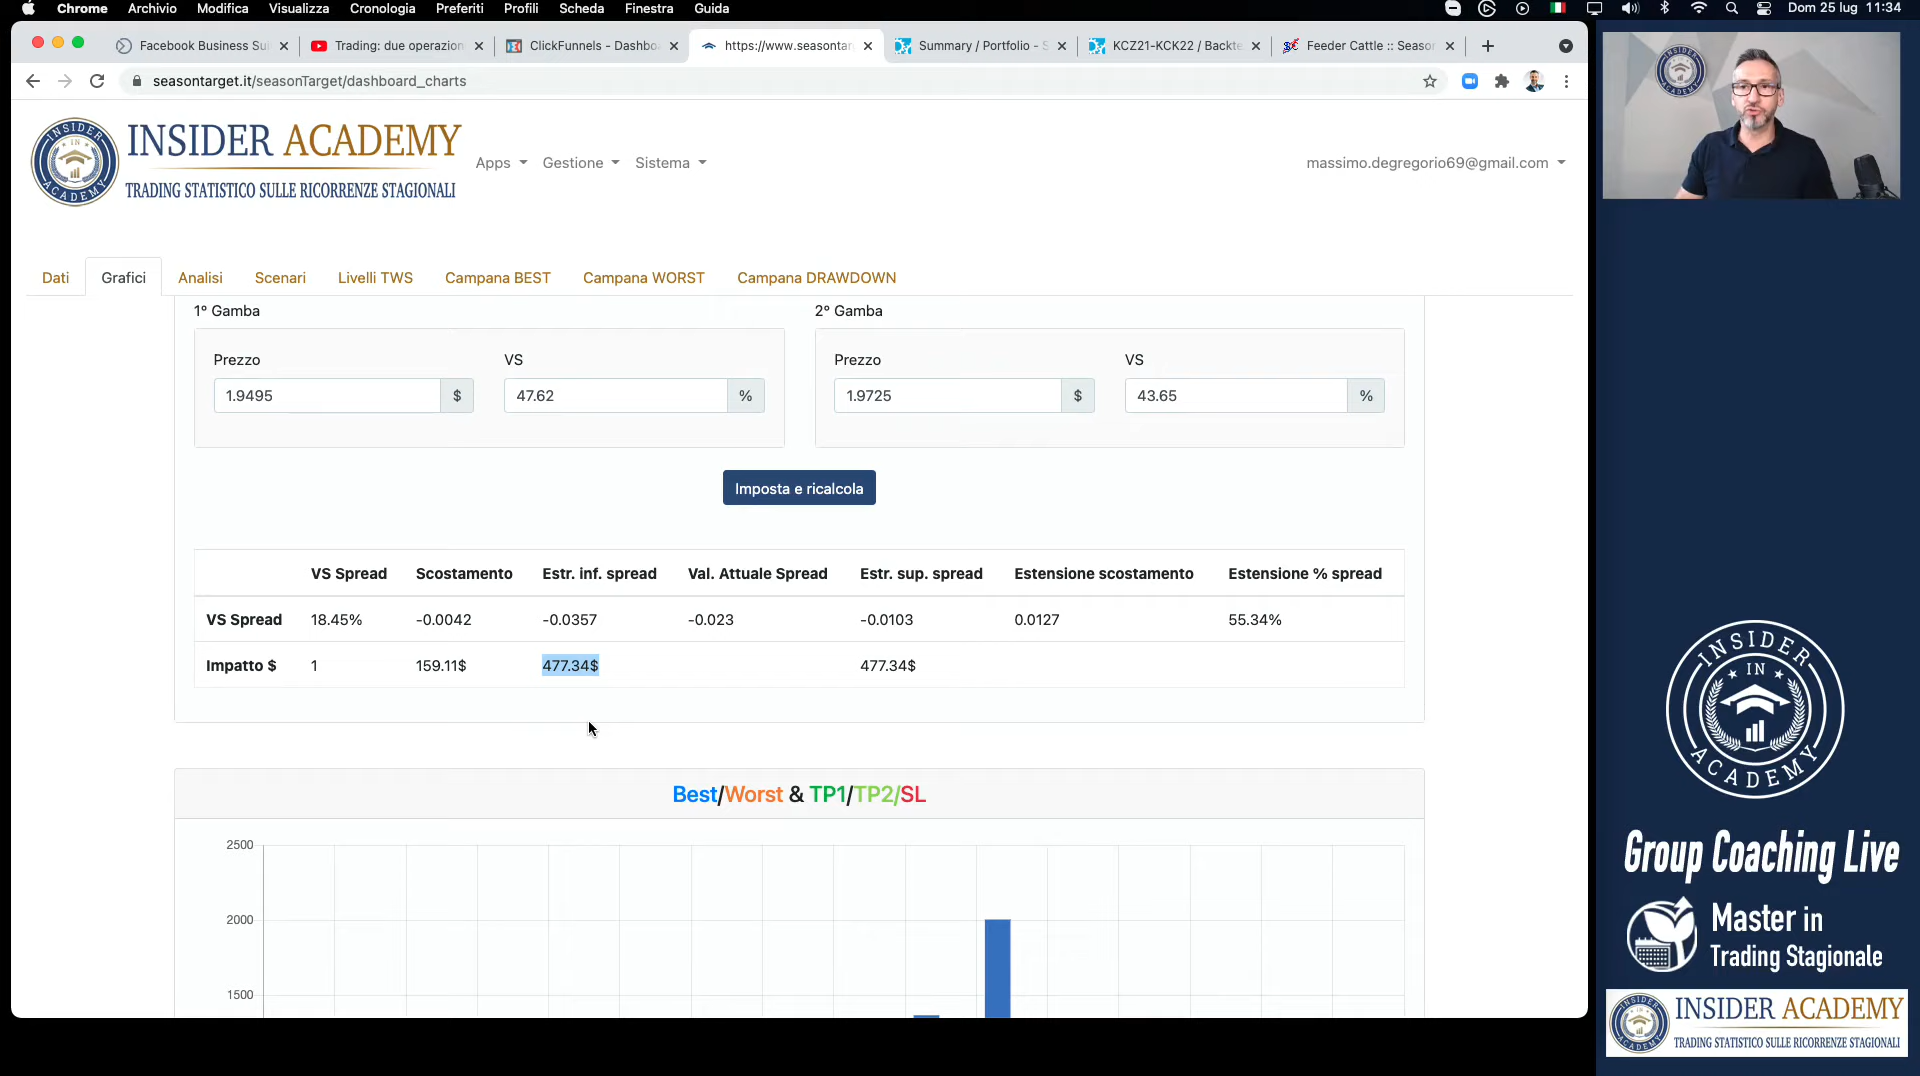 Chrome Archivio Modifica Visualizza Cronologia Preferiti Profili Scheda Finestra Guida Dom 25 lug 11:34
Facebook Business Su
Trading: due operazion
ClickFunnels - Dashbo
https://www.seasontar
Summary / Portfolio - S
KCZ21-KCK22 / Backte
Feeder Cattle :: Season
seasontarget.it/seasonTarget/dashboard_charts
INSIDER ACADEMY
TRADING STATISTICO SULLE RICORRENZE STAGIONALI
Apps Gestione Sistema
massimo.degregorio69@gmail.com
Dati Grafici Analisi Scenari Livelli TWS Campana BEST Campana WORST Campana DRAWDOWN
1° Gamba 2° Gamba
Prezzo VS Prezzo VS
1.9495 $ 47.62 % 1.9725 $ 43.65 %
Imposta e ricalcola
VS Spread Scostamento Estr. inf. spread Val. Attuale Spread Estr. sup. spread Estensione scostamento Estensione % spread
VS Spread 18.45% -0.0042 -0.0357 -0.023 -0.0103 0.0127 55.34%
Impatto $ 1 159.11$ 477.34$ 477.34$
Best/Worst & TP1/TP2/SL
2500
2000
1500
INSIDER
IN
ACADEMY
Group Coaching Live
Master in
Trading Stagionale
INSIDER ACADEMY
TRADING STATISTICO SULLE RICORRENZE STAGIONALI